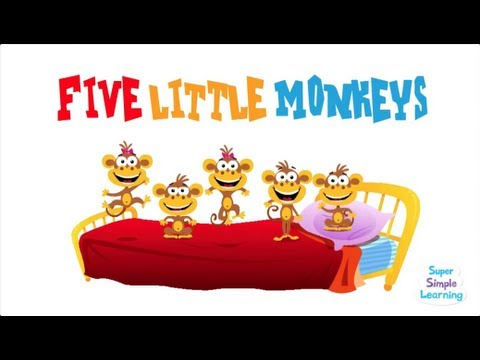 FIVE LITTLE MONKEYS
Super
Simple
Learning